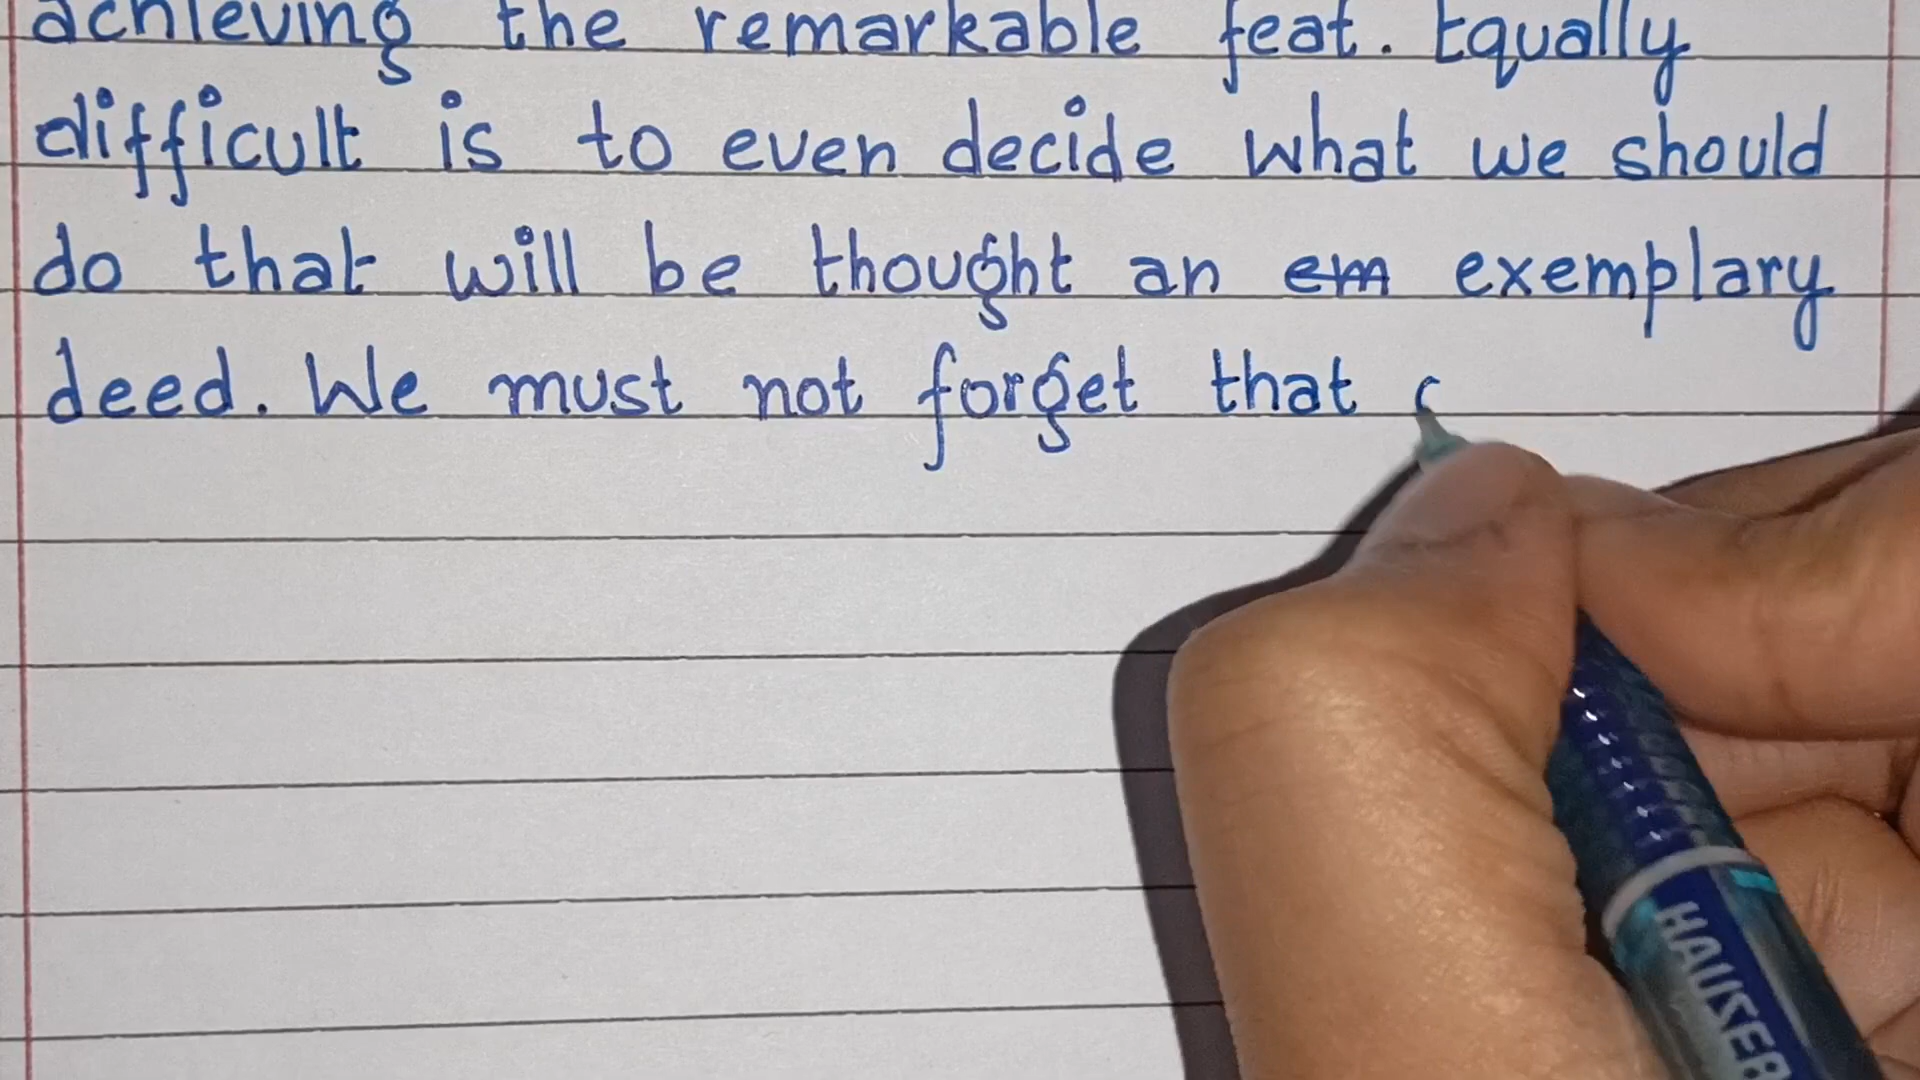 achieving the remarkable feat. Equally
difficult is to even decide what we should
do that will be thought an em exemplary
deed. We must not forget that
HAUSER